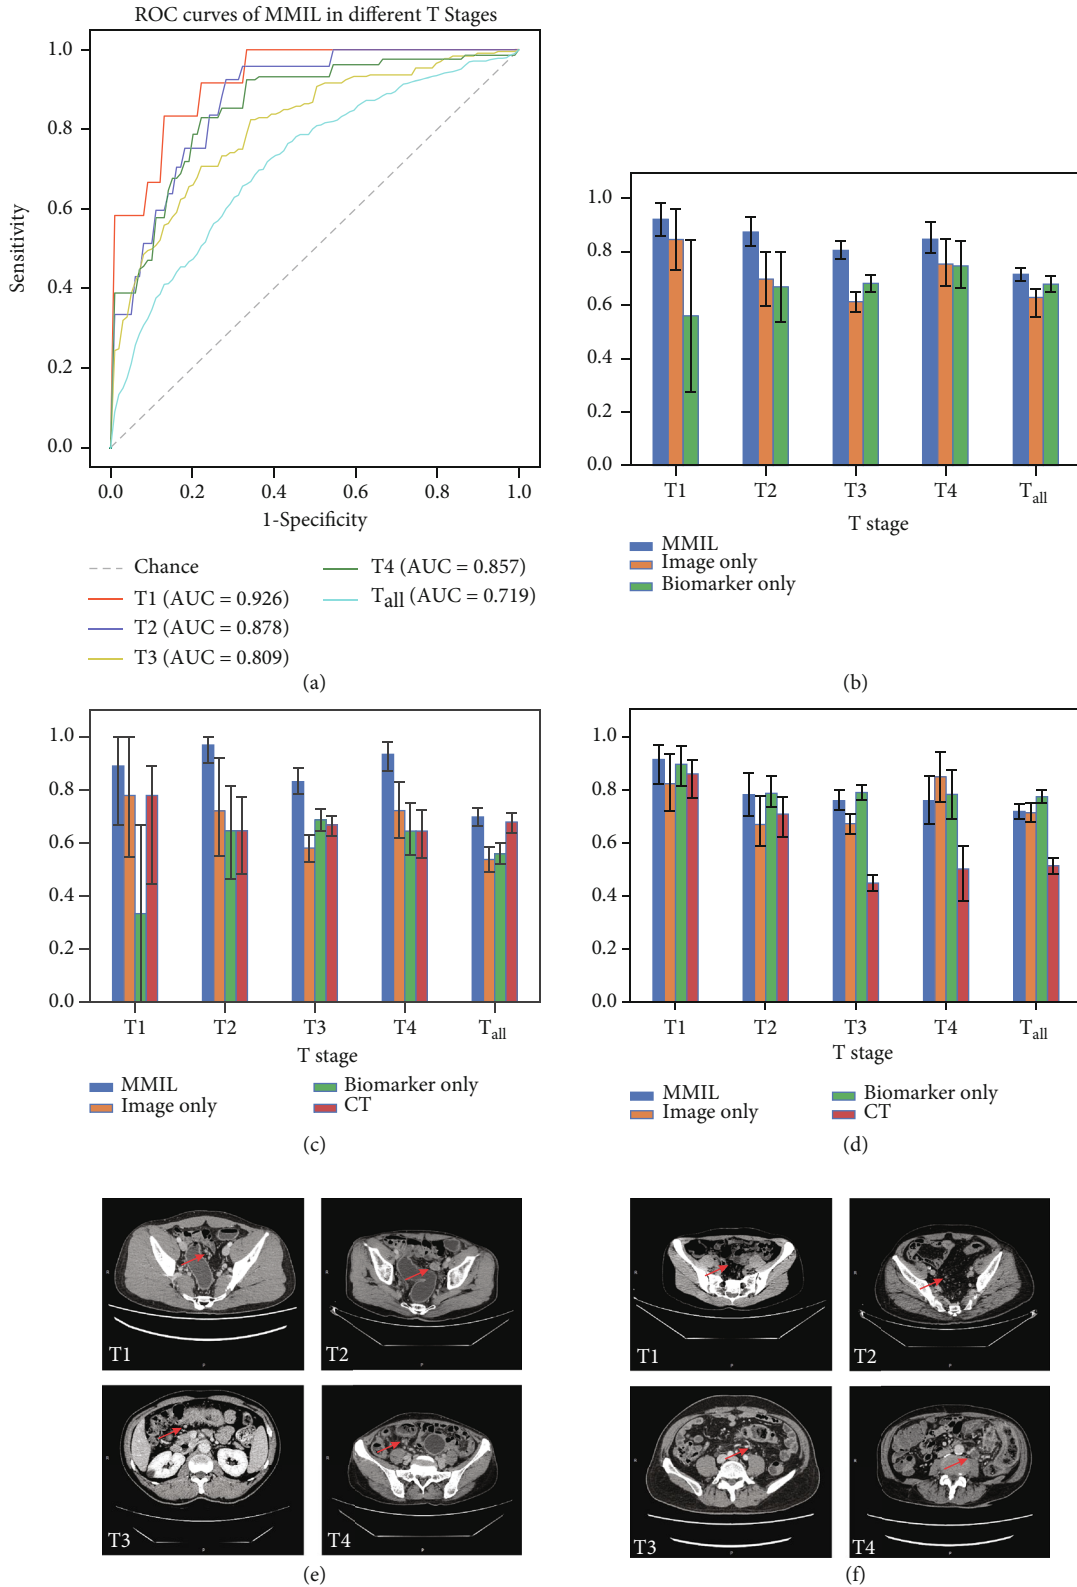 ROC curves of MMIL in different T Stages
1.0
0.8
0.6
0.4
0.2
0.0
Sensitivity
0.0 0.2 0.4 0.6 0.8 1.0
1-Specificity
Chance
T1 (AUC = 0.926)
T2 (AUC = 0.878)
T3 (AUC = 0.809)
T4 (AUC = 0.857)
Tall (AUC = 0.719)
(a)
1.0
0.8
0.6
0.4
0.2
0.0
T1 T2 T3 T4 Tall
T stage
MMIL
Image only
Biomarker only
(b)
1.0
0.8
0.6
0.4
0.2
0.0
T1 T2 T3 T4 Tall
T stage
MMIL
Image only
Biomarker only
CT
(c)
1.0
0.8
0.6
0.4
0.2
0.0
T1 T2 T3 T4 Tall
T stage
MMIL
Image only
Biomarker only
CT
(d)
T1
T2
T3
T4
(e)
T1
T2
T3
T4
(f)